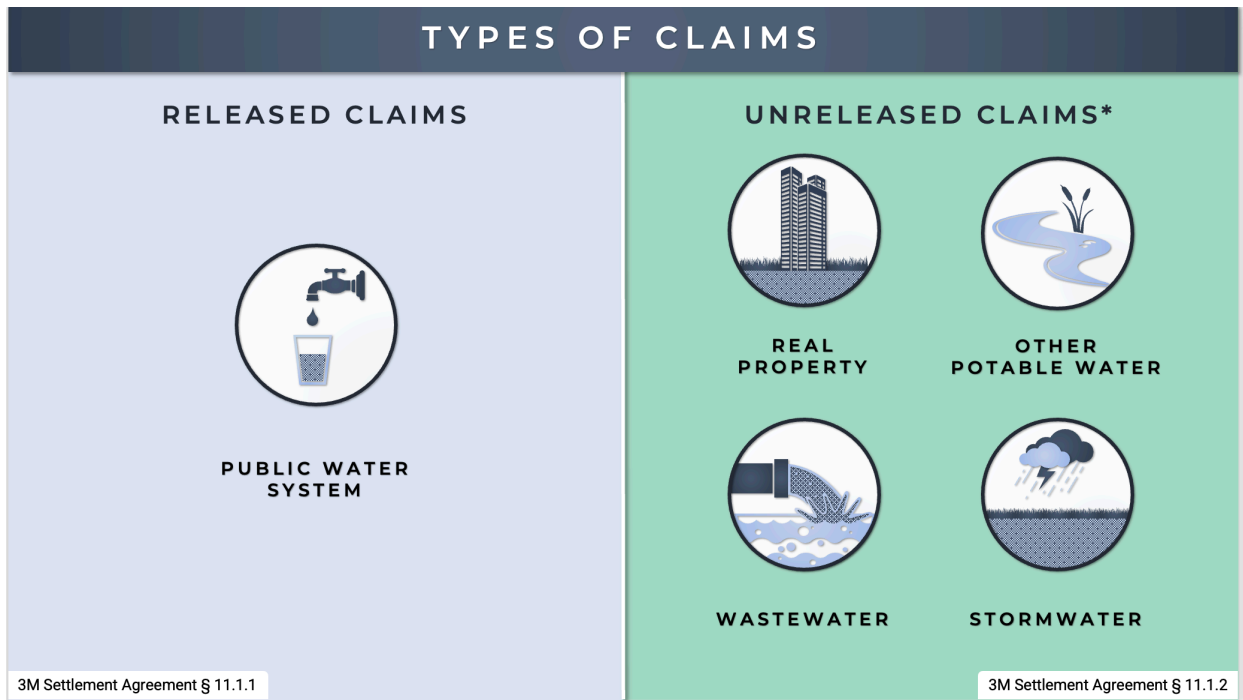 TYPES OF CLAIMS
RELEASED CLAIMS
PUBLIC WATER
SYSTEM
3M Settlement Agreement § 11.1.1
UNRELEASED CLAIMS*
REAL
PROPERTY
OTHER
POTABLE WATER
WASTEWATER
STORMWATER
3M Settlement Agreement § 11.1.2